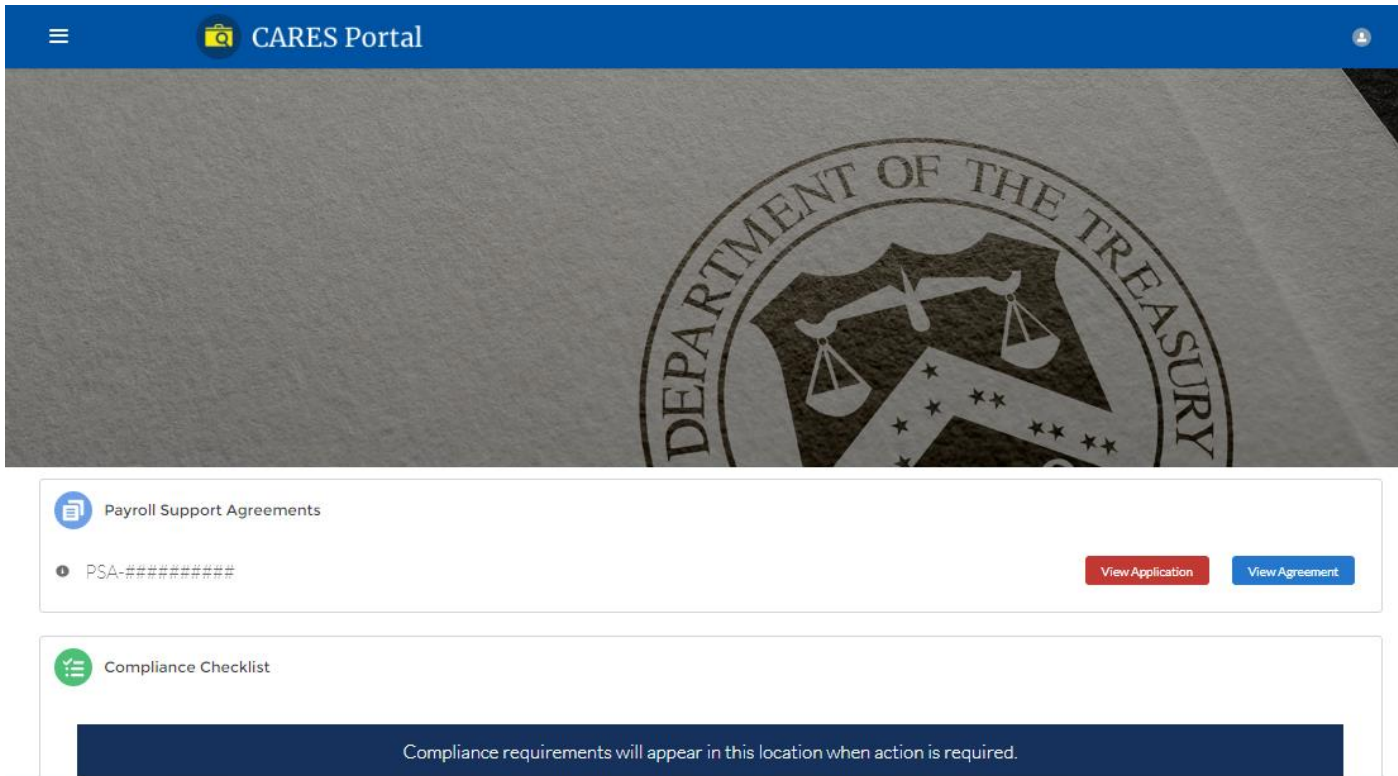 CARES Portal
DEPARTMENT OF THE TREASURY
Payroll Support Agreements
PSA-##########
View Application
View Agreement
Compliance Checklist
Compliance requirements will appear in this location when action is required.